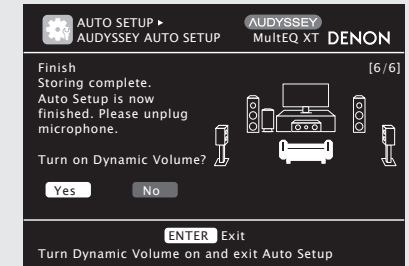 AUTO SETUP ▸
AUDYSSEY AUTO SETUP
AUDYSSEY
MultEQ XT DENON
Finish [6/6]
Storing complete.
Auto Setup is now
finished. Please unplug
microphone.
Turn on Dynamic Volume?
Yes No
ENTER Exit
Turn Dynamic Volume on and exit Auto Setup